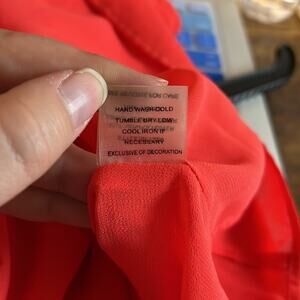 HAND WASH COLD
TUMBLE DRY LOW
COOL IRON IF
NECESSARY
EXCLUSIVE OF DECORATION